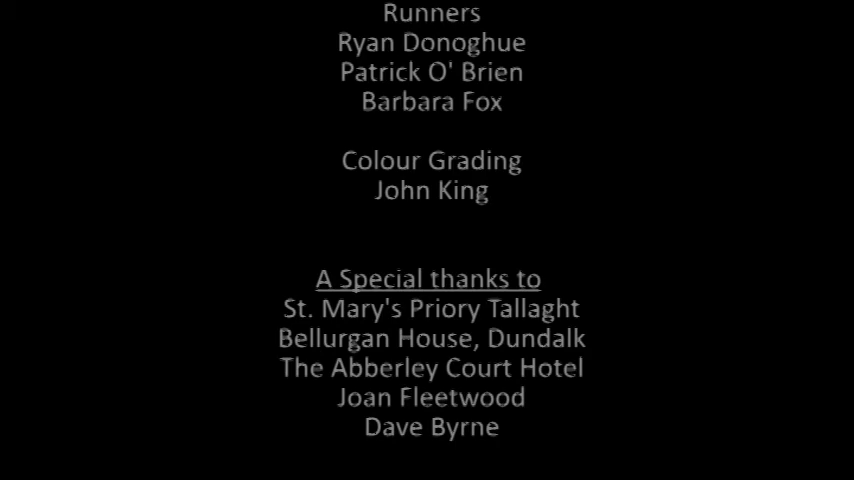 Runners
Ryan Donoghue
Patrick O' Brien
Barbara Fox
Colour Grading
John King
A Special thanks to
St. Mary's Priory Tallaght
Bellurgan House, Dundalk
The Abberley Court Hotel
Joan Fleetwood
Dave Byrne